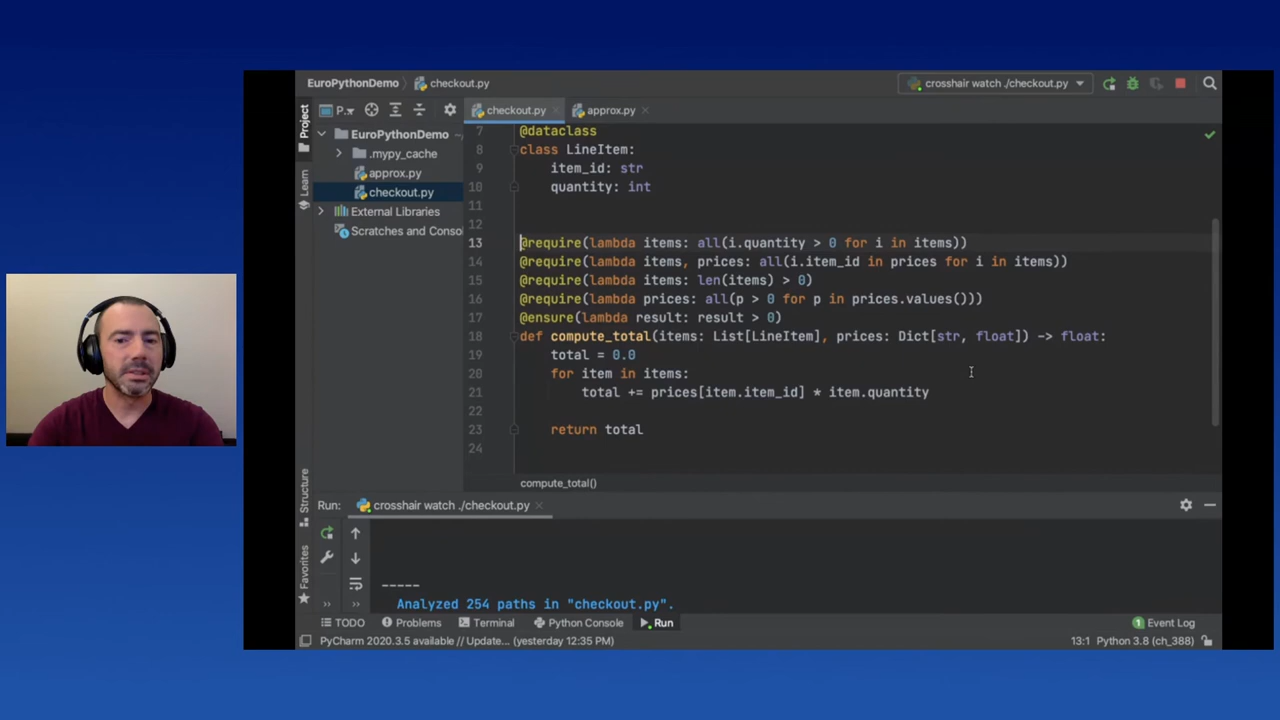 EuroPythonDemo checkout.py
crosshair watch ./checkout.py
Project
Learn
Structure
Favorites
P.
EuroPythonDemo
.mypy_cache
approx.py
checkout.py
External Libraries
Scratches and Conso
checkout.py approx.py
7 @dataclass
8 class LineItem:
9 item_id: str
10 quantity: int
11
12
13 @require(lambda items: all(i.quantity > 0 for i in items))
14 @require(lambda items, prices: all(i.item_id in prices for i in items))
15 @require(lambda items: len(items) > 0)
16 @require(lambda prices: all(p > 0 for p in prices.values()))
17 @ensure(lambda result: result > 0)
18 def compute_total(items: List[LineItem], prices: Dict[str, float]) -> float:
19 total = 0.0
20 for item in items:
21 total += prices[item.item_id] * item.quantity
22
23 return total
24
compute_total()
Run: crosshair watch ./checkout.py
-----
Analyzed 254 paths in "checkout.py".
TODO Problems Terminal Python Console Run 1 Event Log
PyCharm 2020.3.5 available // Update... (yesterday 12:35 PM) 13:1 Python 3.8 (ch_388)